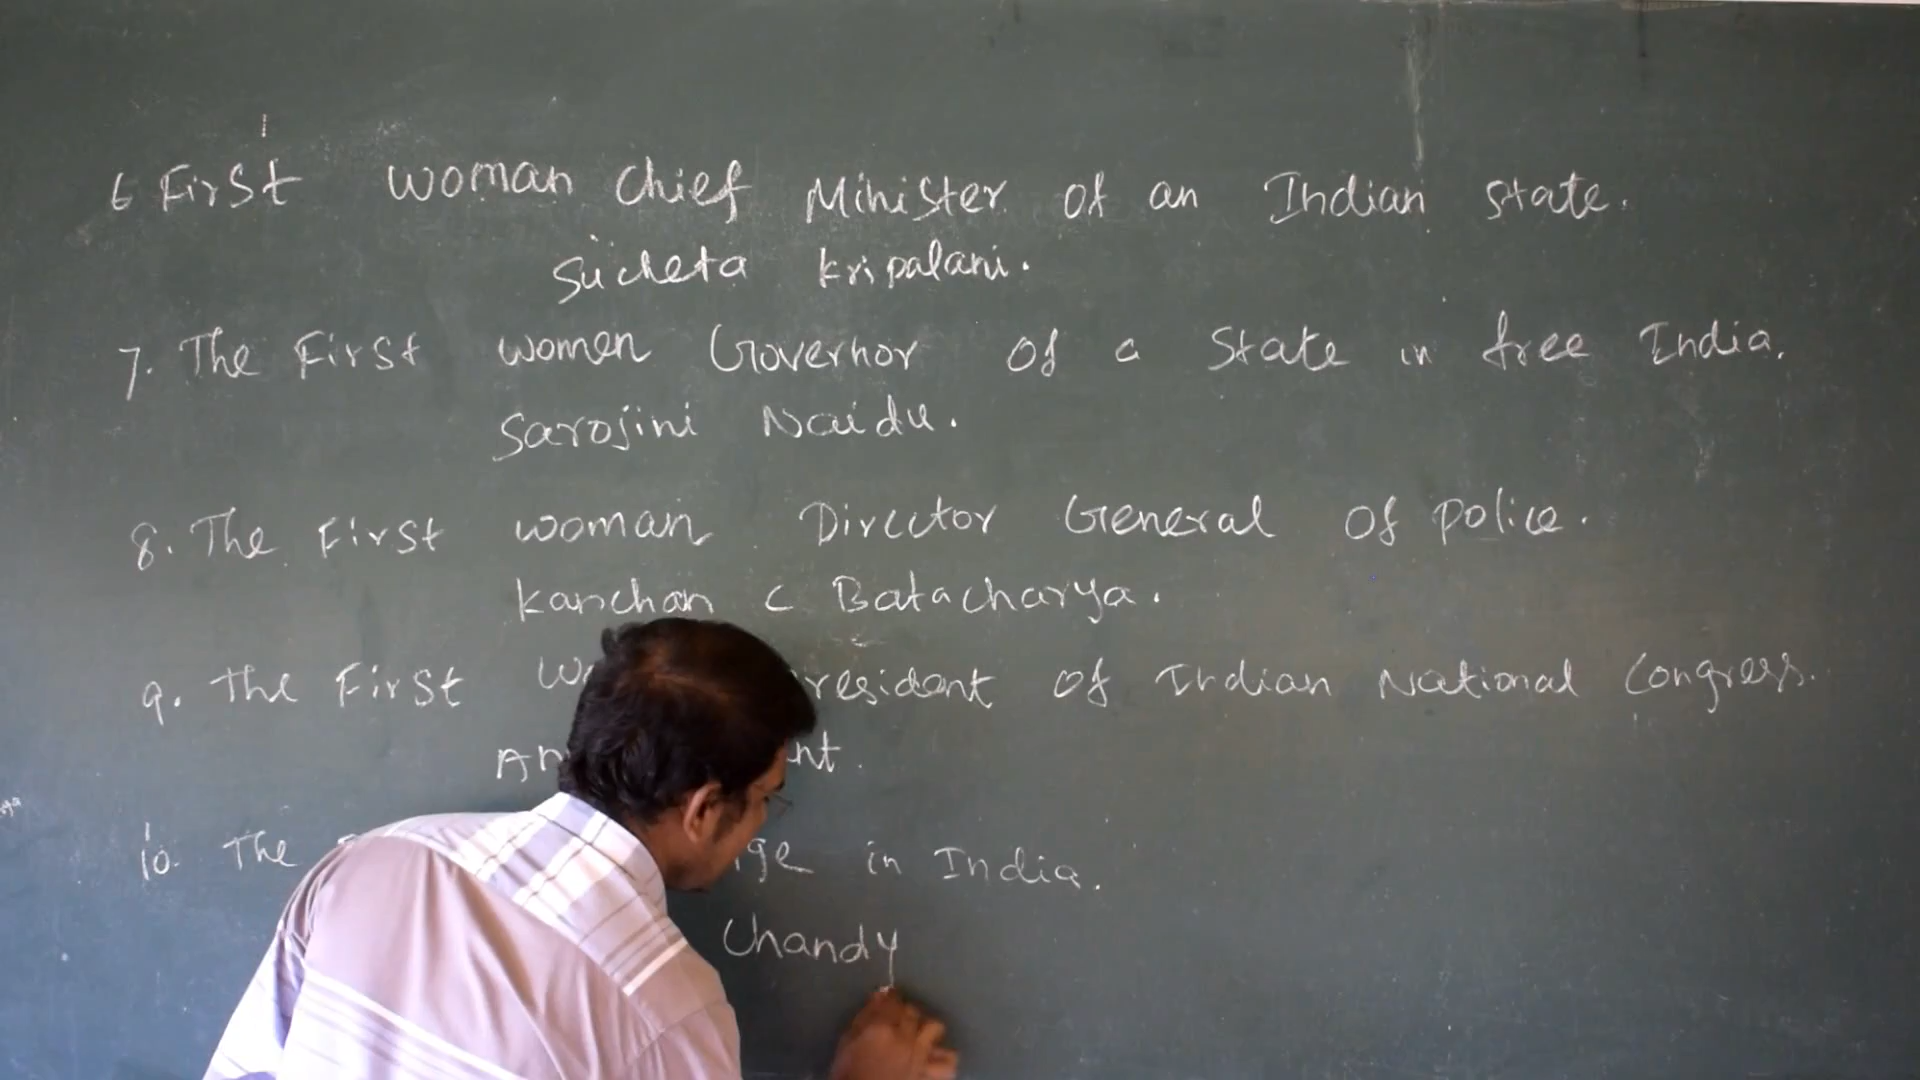 6 First woman Chief Minister of an Indian state.
Sucheta Kripalani.
7. The First women Governor of a State in free India.
Sarojini Naidu.
8. The First woman Director General of police.
Kanchan C Batacharya.
9. The First resident of Indian National Congress.
10. The in India.
Chandy